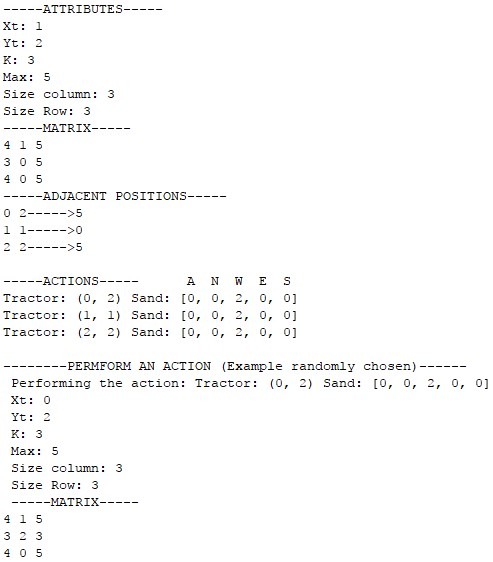 -----ATTRIBUTES-----
Xt: 1
Yt: 2
K: 3
Max: 5
Size column: 3
Size Row: 3
-----MATRIX-----
4 1 5
3 0 5
4 0 5
-----ADJACENT POSITIONS-----
0 2----->5
1 1----->0
2 2----->5
-----ACTIONS----- A N W E S
Tractor: (0, 2) Sand: [0, 0, 2, 0, 0]
Tractor: (1, 1) Sand: [0, 0, 2, 0, 0]
Tractor: (2, 2) Sand: [0, 0, 2, 0, 0]
--------PERMFORM AN ACTION (Example randomly chosen)------
Performing the action: Tractor: (0, 2) Sand: [0, 0, 2, 0, 0]
Xt: 0
Yt: 2
K: 3
Max: 5
Size column: 3
Size Row: 3
-----MATRIX-----
4 1 5
3 2 3
4 0 5